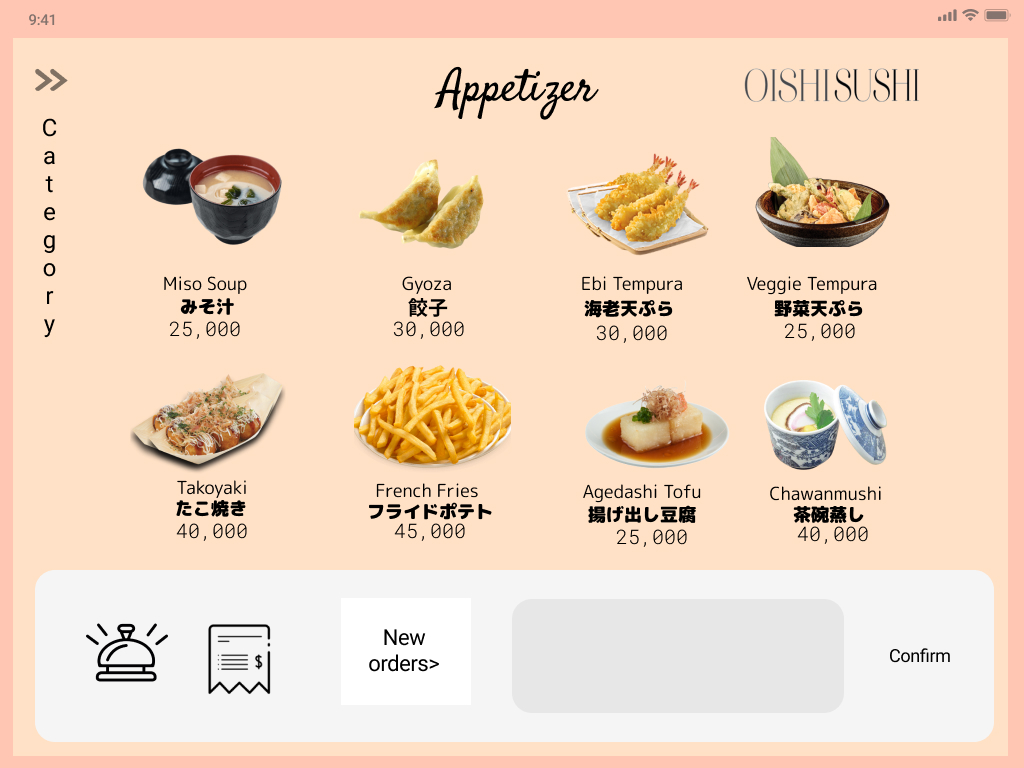 9:41
Appetizer
OISHI SUSHI
Category
Miso Soup
みそ汁
25,000
Gyoza
餃子
30,000
Ebi Tempura
海老天ぷら
30,000
Veggie Tempura
野菜天ぷら
25,000
Takoyaki
たこ焼き
40,000
French Fries
フライドポテト
45,000
Agedashi Tofu
揚げ出し豆腐
25,000
Chawanmushi
茶碗蒸し
40,000
$
New
orders>
Confirm